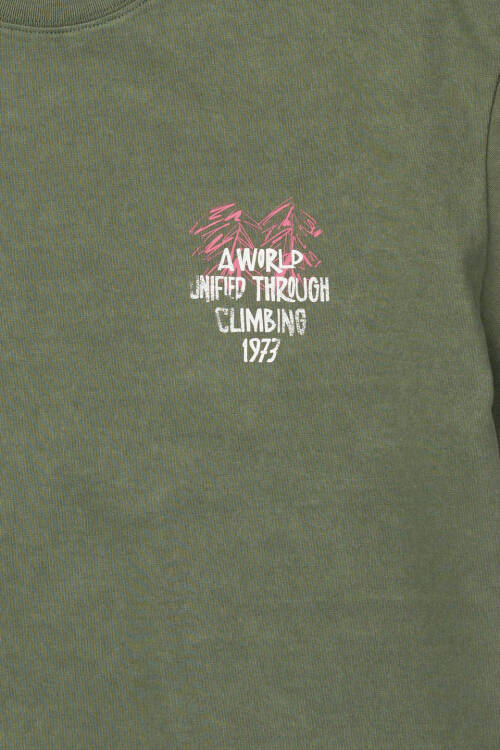 A WORLD
UNIFIED THROUGH
CLIMBING
1973